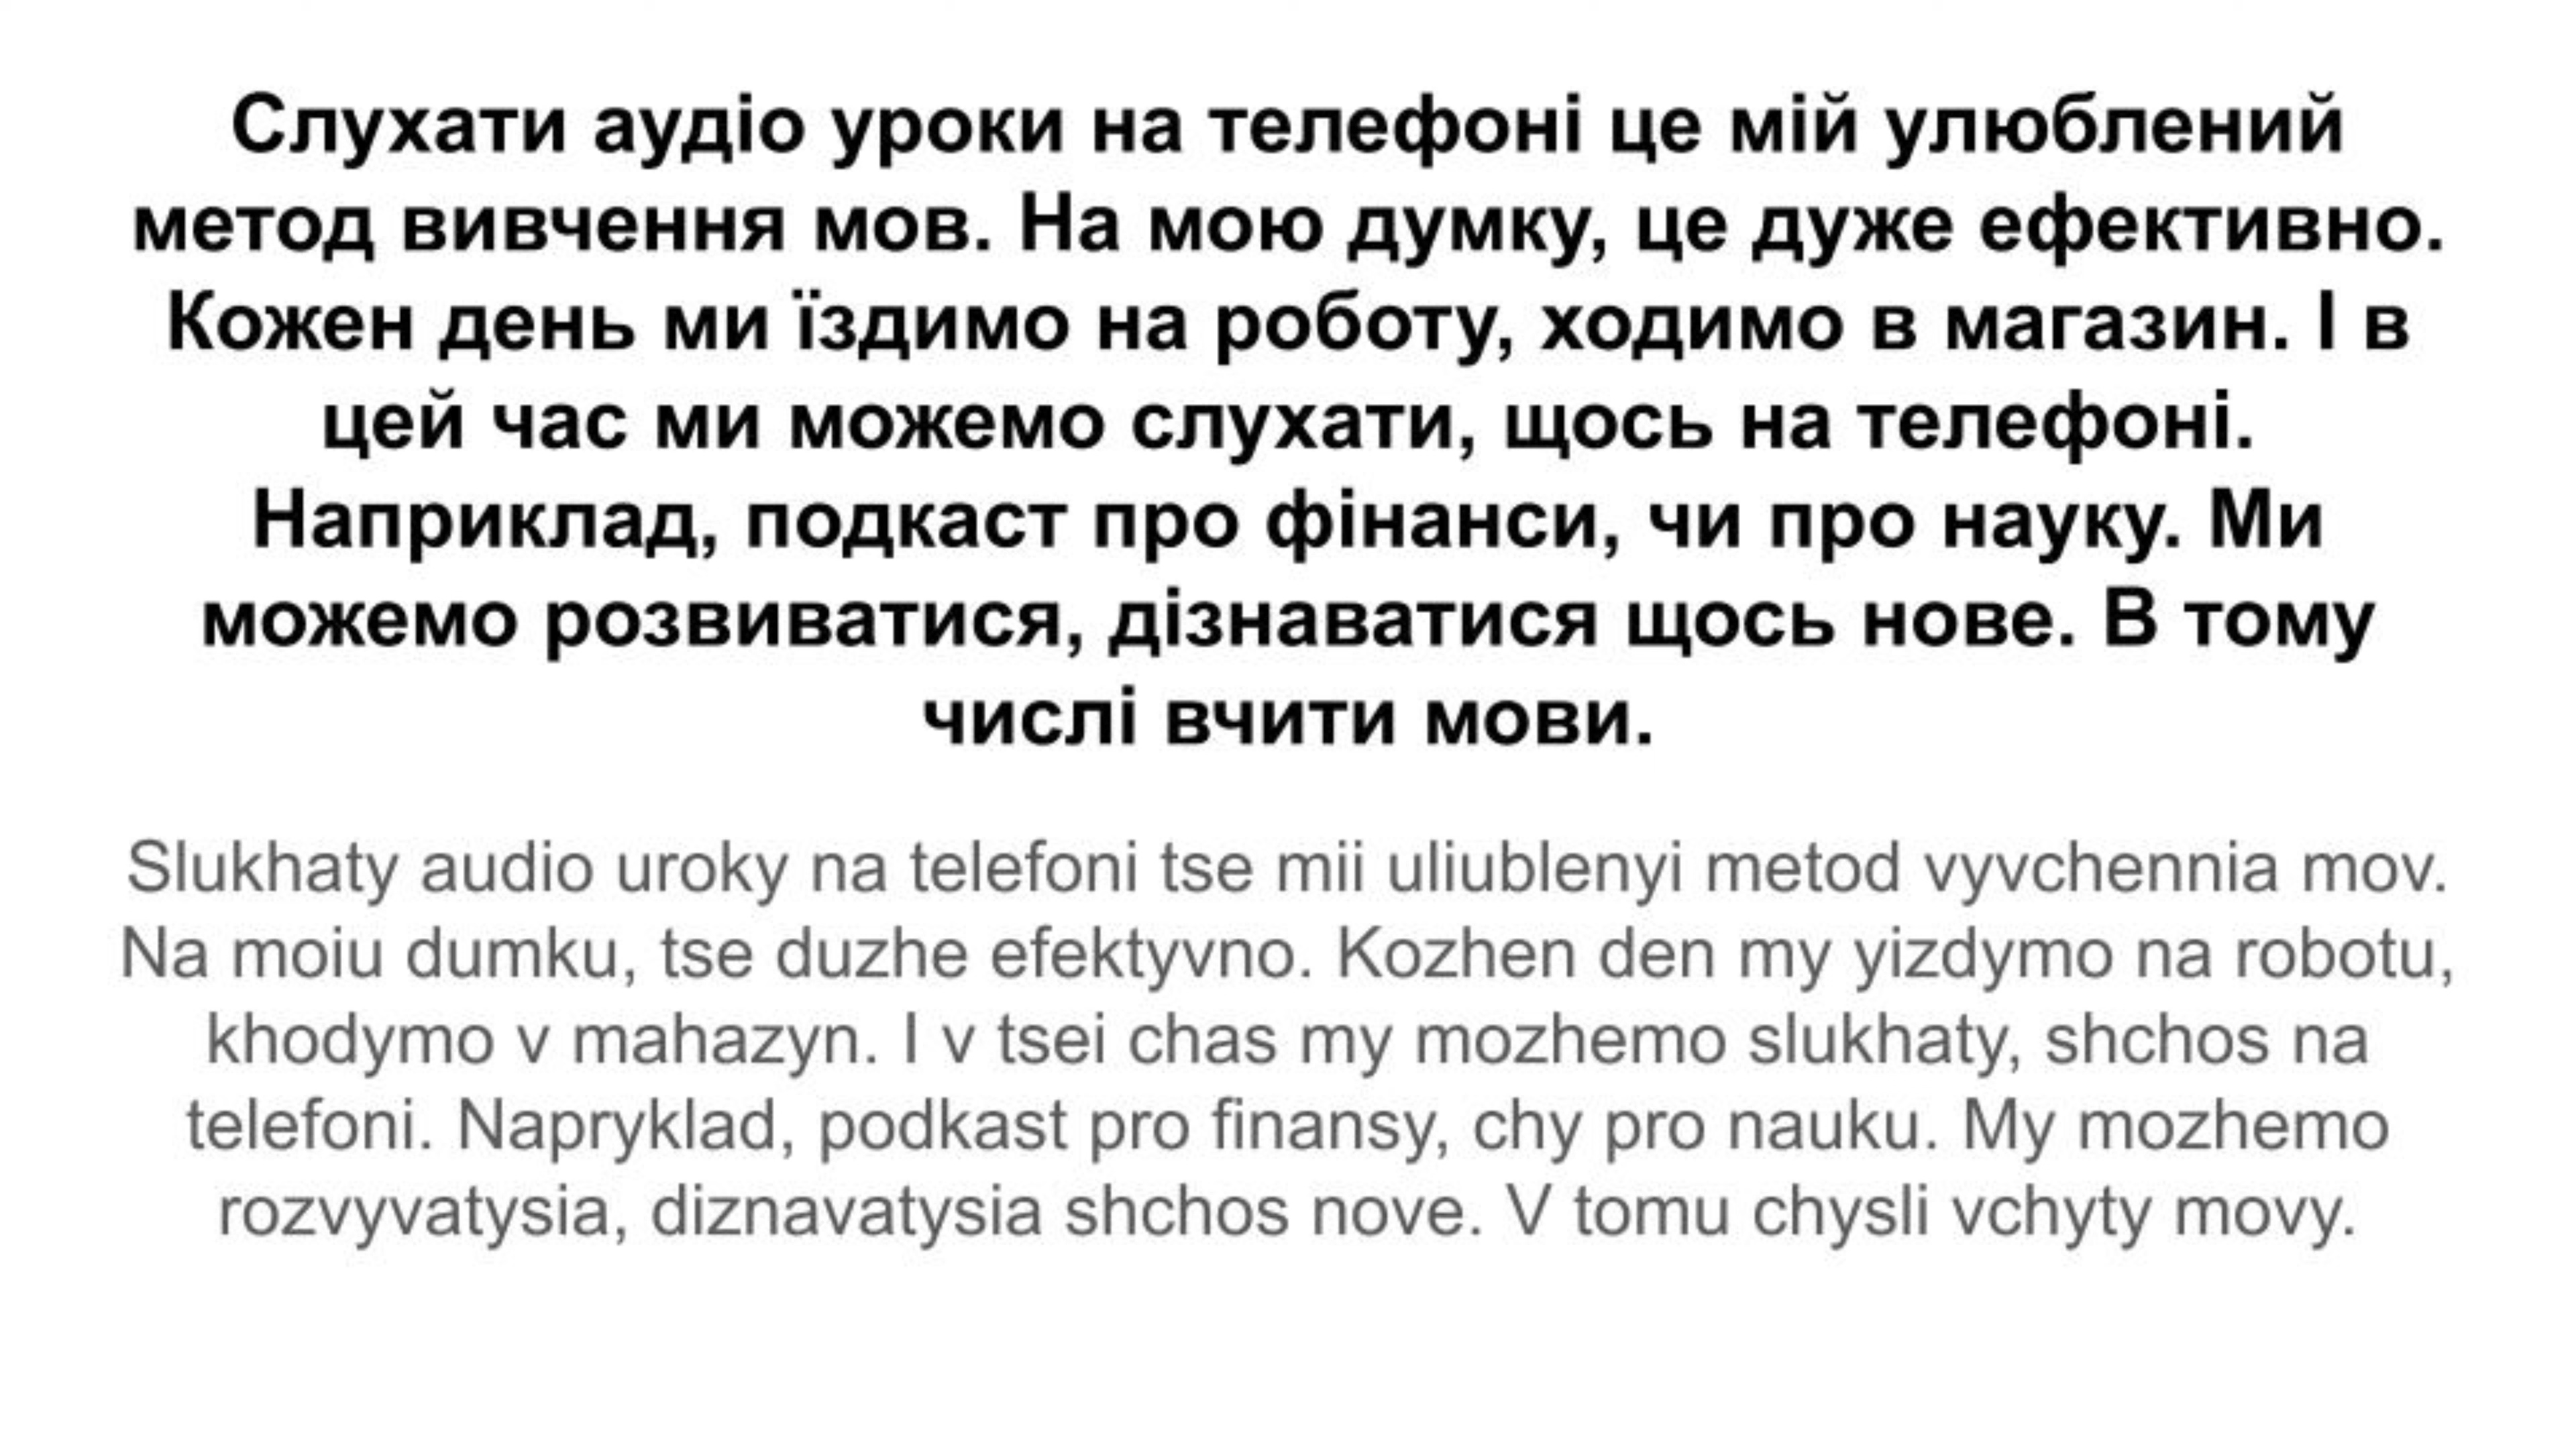 Слухати аудіо уроки на телефоні це мій улюблений
метод вивчення мов. На мою думку, це дуже ефективно.
Кожен день ми їздимо на роботу, ходимо в магазин. І в
цей час ми можемо слухати, щось на телефоні.
Наприклад, подкаст про фінанси, чи про науку. Ми
можемо розвиватися, дізнаватися щось нове. В тому
числі вчити мови.
Slukhaty audio uroky na telefoni tse mii uliublenyi metod vyvchennia mov.
Na moiu dumku, tse duzhe efektyvno. Kozhen den my yizdymo na robotu,
khodymo v mahazyn. I v tsei chas my mozhemo slukhaty, shchos na
telefoni. Napryklad, podkast pro finansy, chy pro nauku. My mozhemo
rozvyvatysia, diznavatysia shchos nove. V tomu chysli vchyty movy.